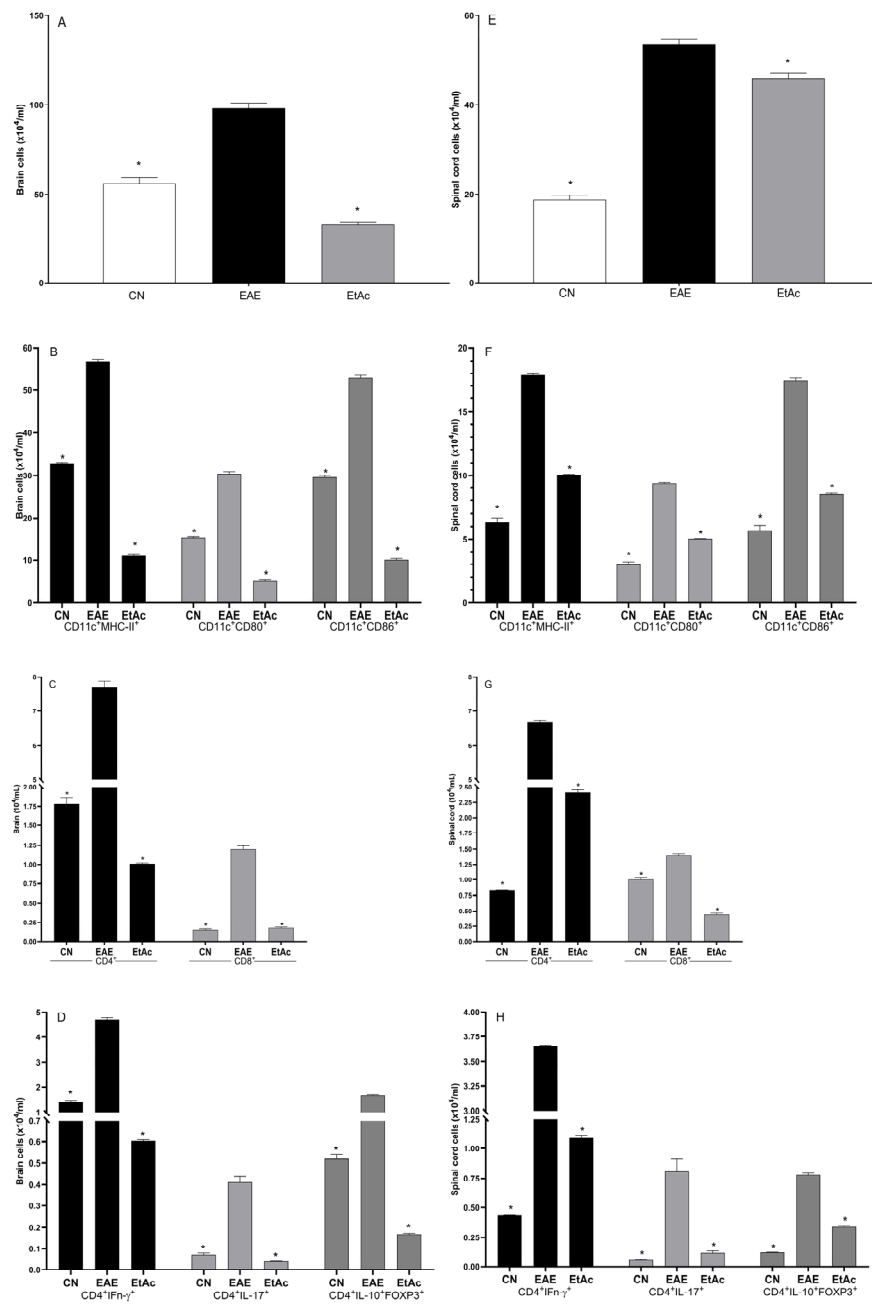 A
150
100
50
0
Brain cells (x10⁴/ml)
*
*
CN EAE EtAc
E
60
40
20
0
Spinal cord cells (x10⁴/ml)
*
*
CN EAE EtAc
B
60
50
40
30
20
10
0
Brain cells (x10⁴/ml)
* * * * * *
CN EAE EtAc CN EAE EtAc CN EAE EtAc
CD11c⁺MHC-II⁺ CD11c⁺CD80⁺ CD11c⁺CD86⁺
F
20
15
10
5
0
Spinal cord cells (x10⁴/ml)
* * * * * *
CN EAE EtAc CN EAE EtAc CN EAE EtAc
CD11c⁺MHC-II⁺ CD11c⁺CD80⁺ CD11c⁺CD86⁺
C
7
6
5
2.00
1.75
1.25
1.00
0.75
0.50
0.00
Brain (10⁴/mL)
* * * *
CN EAE EtAc CN EAE EtAc
CD4⁺ CD8⁺
G
7
6
5
2.50
1.50
1.00
0.75
0.50
0.00
Spinal cord (10⁴/mL)
* * * *
CN EAE EtAc CN EAE EtAc
CD4⁺ CD8⁺
D
5
4
3
2
1
0.7
0.6
0.5
0.4
0.3
0.2
0.1
0.0
Brain cells (x10⁴/ml)
* * * * * *
CN EAE EtAc CN EAE EtAc CN EAE EtAc
CD4⁺IFn-γ⁺ CD4⁺IL-17⁺ CD4⁺IL-10⁺FOXP3⁺
H
4.00
3.75
3.50
3.25
3.00
1.25
1.00
0.75
0.50
0.25
0.00
Spinal cord cells (x10⁴/ml)
* * * * * *
CN EAE EtAc CN EAE EtAc CN EAE EtAc
CD4⁺IFn-γ⁺ CD4⁺IL-17⁺ CD4⁺IL-10⁺FOXP3⁺